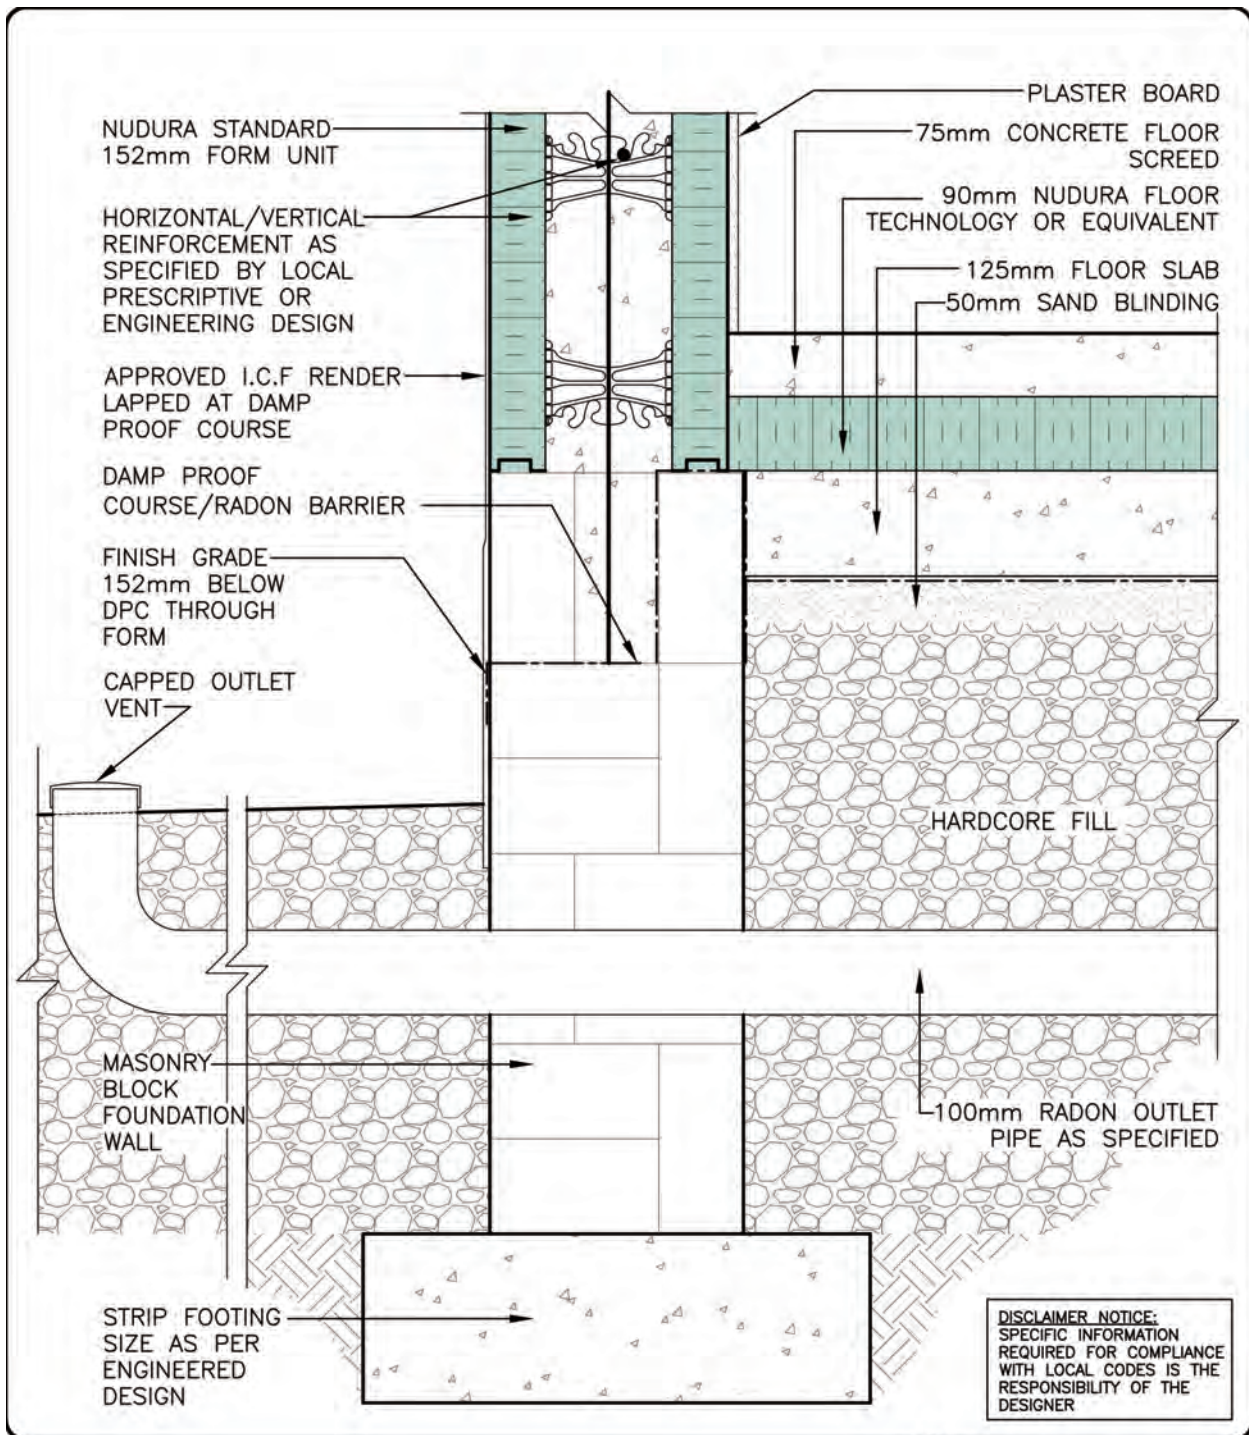 NUDURA STANDARD
152mm FORM UNIT
HORIZONTAL/VERTICAL
REINFORCEMENT AS
SPECIFIED BY LOCAL
PRESCRIPTIVE OR
ENGINEERING DESIGN
APPROVED I.C.F RENDER
LAPPED AT DAMP
PROOF COURSE
DAMP PROOF
COURSE/RADON BARRIER
FINISH GRADE
152mm BELOW
DPC THROUGH
FORM
CAPPED OUTLET
VENT
MASONRY
BLOCK
FOUNDATION
WALL
STRIP FOOTING
SIZE AS PER
ENGINEERED
DESIGN
PLASTER BOARD
75mm CONCRETE FLOOR
SCREED
90mm NUDURA FLOOR
TECHNOLOGY OR EQUIVALENT
125mm FLOOR SLAB
50mm SAND BLINDING
HARDCORE FILL
100mm RADON OUTLET
PIPE AS SPECIFIED
DISCLAIMER NOTICE:
SPECIFIC INFORMATION
REQUIRED FOR COMPLIANCE
WITH LOCAL CODES IS THE
RESPONSIBILITY OF THE
DESIGNER